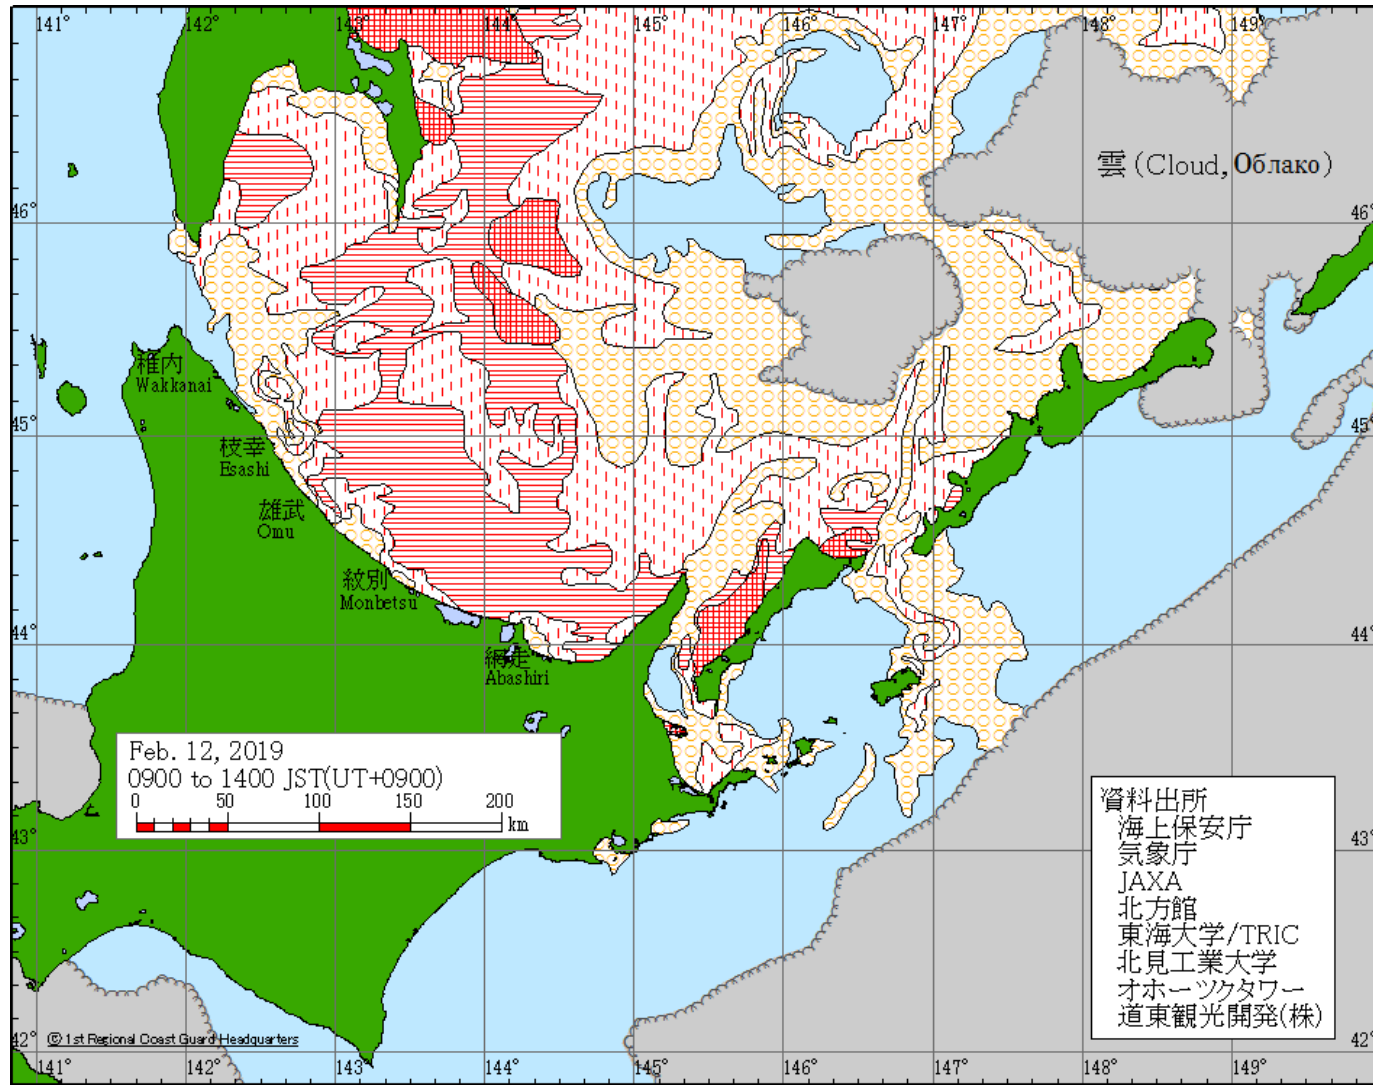 141° 142° 143° 144° 145° 146° 147° 148° 149°
雲 (Cloud, Облако)
46° 46°
稚内
Wakkanai
45° 45°
枝幸
Esashi
雄武
Omu
紋別
Monbetsu
44° 44°
網走
Abashiri
Feb. 12, 2019
0900 to 1400 JST(UT+0900)
0 50 100 150 200
km
資料出所
海上保安庁
気象庁
JAXA
北方館
東海大学/TRIC
北見工業大学
オホーツクタワー
道東観光開発(株)
43° 43°
42° 42°
© 1st Regional Coast Guard Headquarters
141° 142° 143° 144° 145° 146° 147° 148° 149°